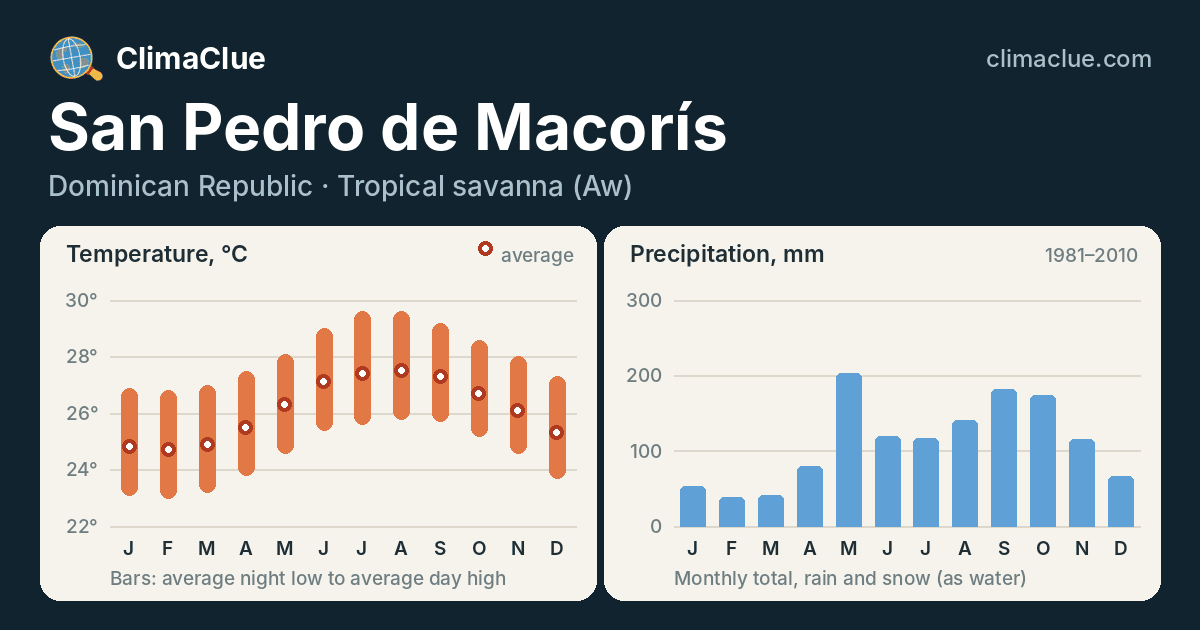 ClimaClue
climaclue.com
San Pedro de Macorís
Dominican Republic · Tropical savanna (Aw)
Temperature, °C
average
30°
28°
26°
24°
22°
J F M A M J J A S O N D
Bars: average night low to average day high
Precipitation, mm
1981–2010
300
200
100
0
J F M A M J J A S O N D
Monthly total, rain and snow (as water)